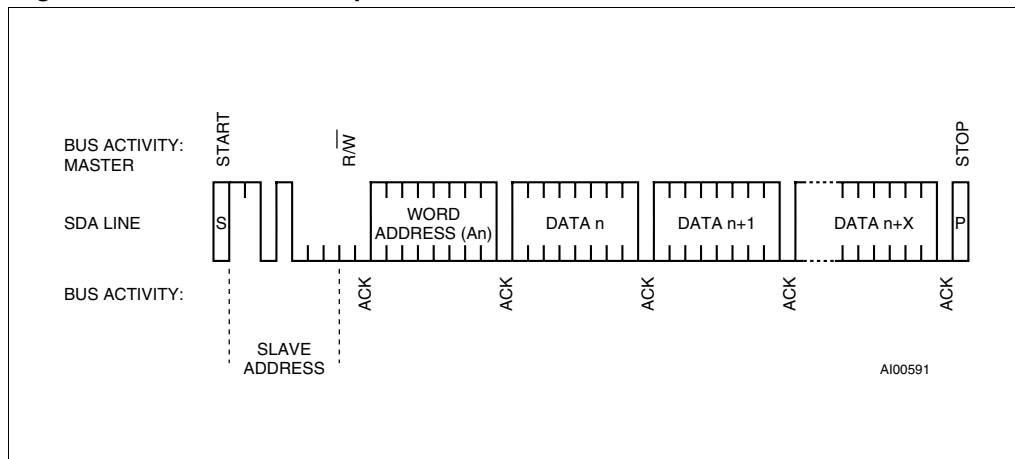 BUS ACTIVITY:
MASTER
START
R/W
STOP
SDA LINE
S
WORD
ADDRESS (An)
DATA n
DATA n+1
DATA n+X
P
BUS ACTIVITY:
ACK
ACK
ACK
ACK
ACK
SLAVE
ADDRESS
AI00591